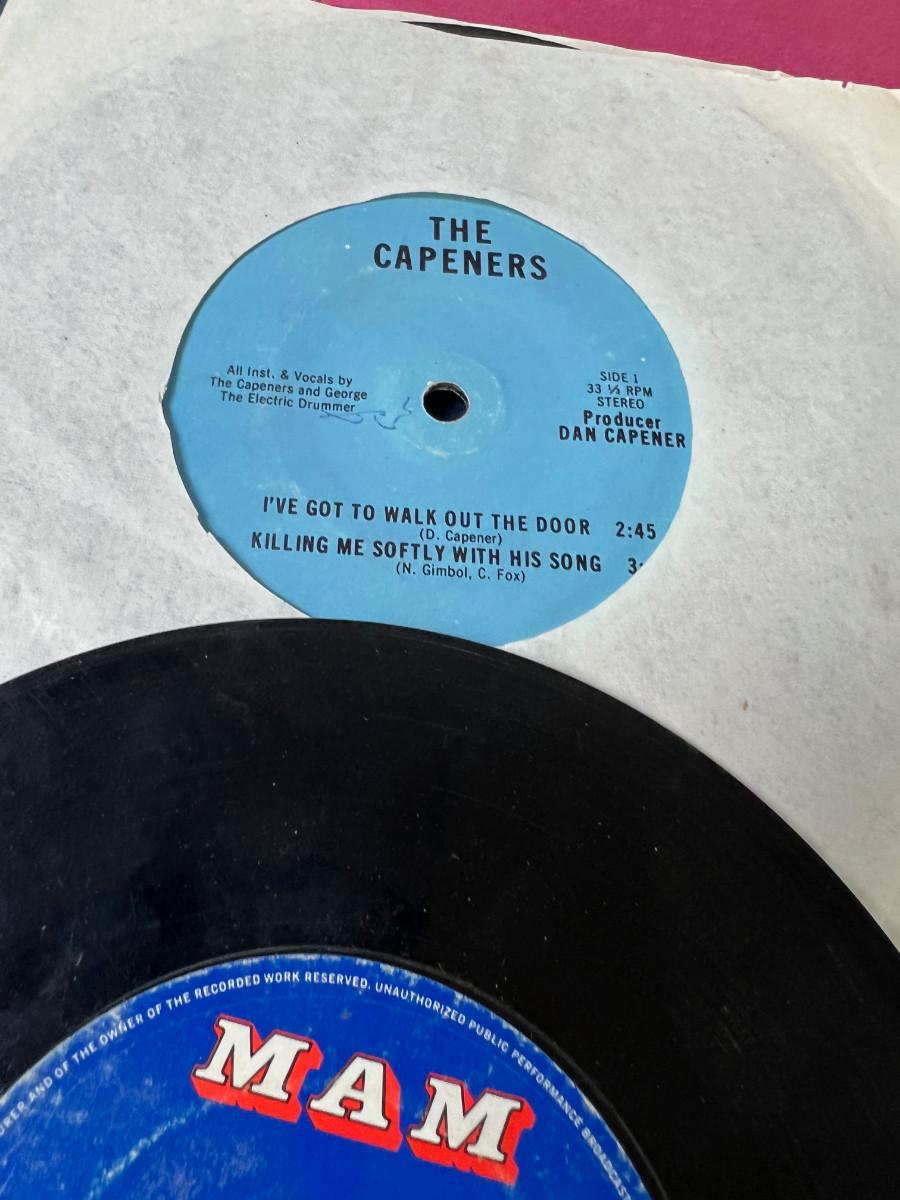 THE
CAPENERS
All Inst. & Vocals by
The Capeners and George
The Electric Drummer
SIDE 1
33 ⅓ RPM
STEREO
Producer
DAN CAPENER
I'VE GOT TO WALK OUT THE DOOR 2:45
(D. Capener)
KILLING ME SOFTLY WITH HIS SONG 3:
(N. Gimbol, C. Fox)
AND OF THE OWNER OF THE RECORDED WORK RESERVED. UNAUTHORIZED PUBLIC PERFORMANCE
MAM